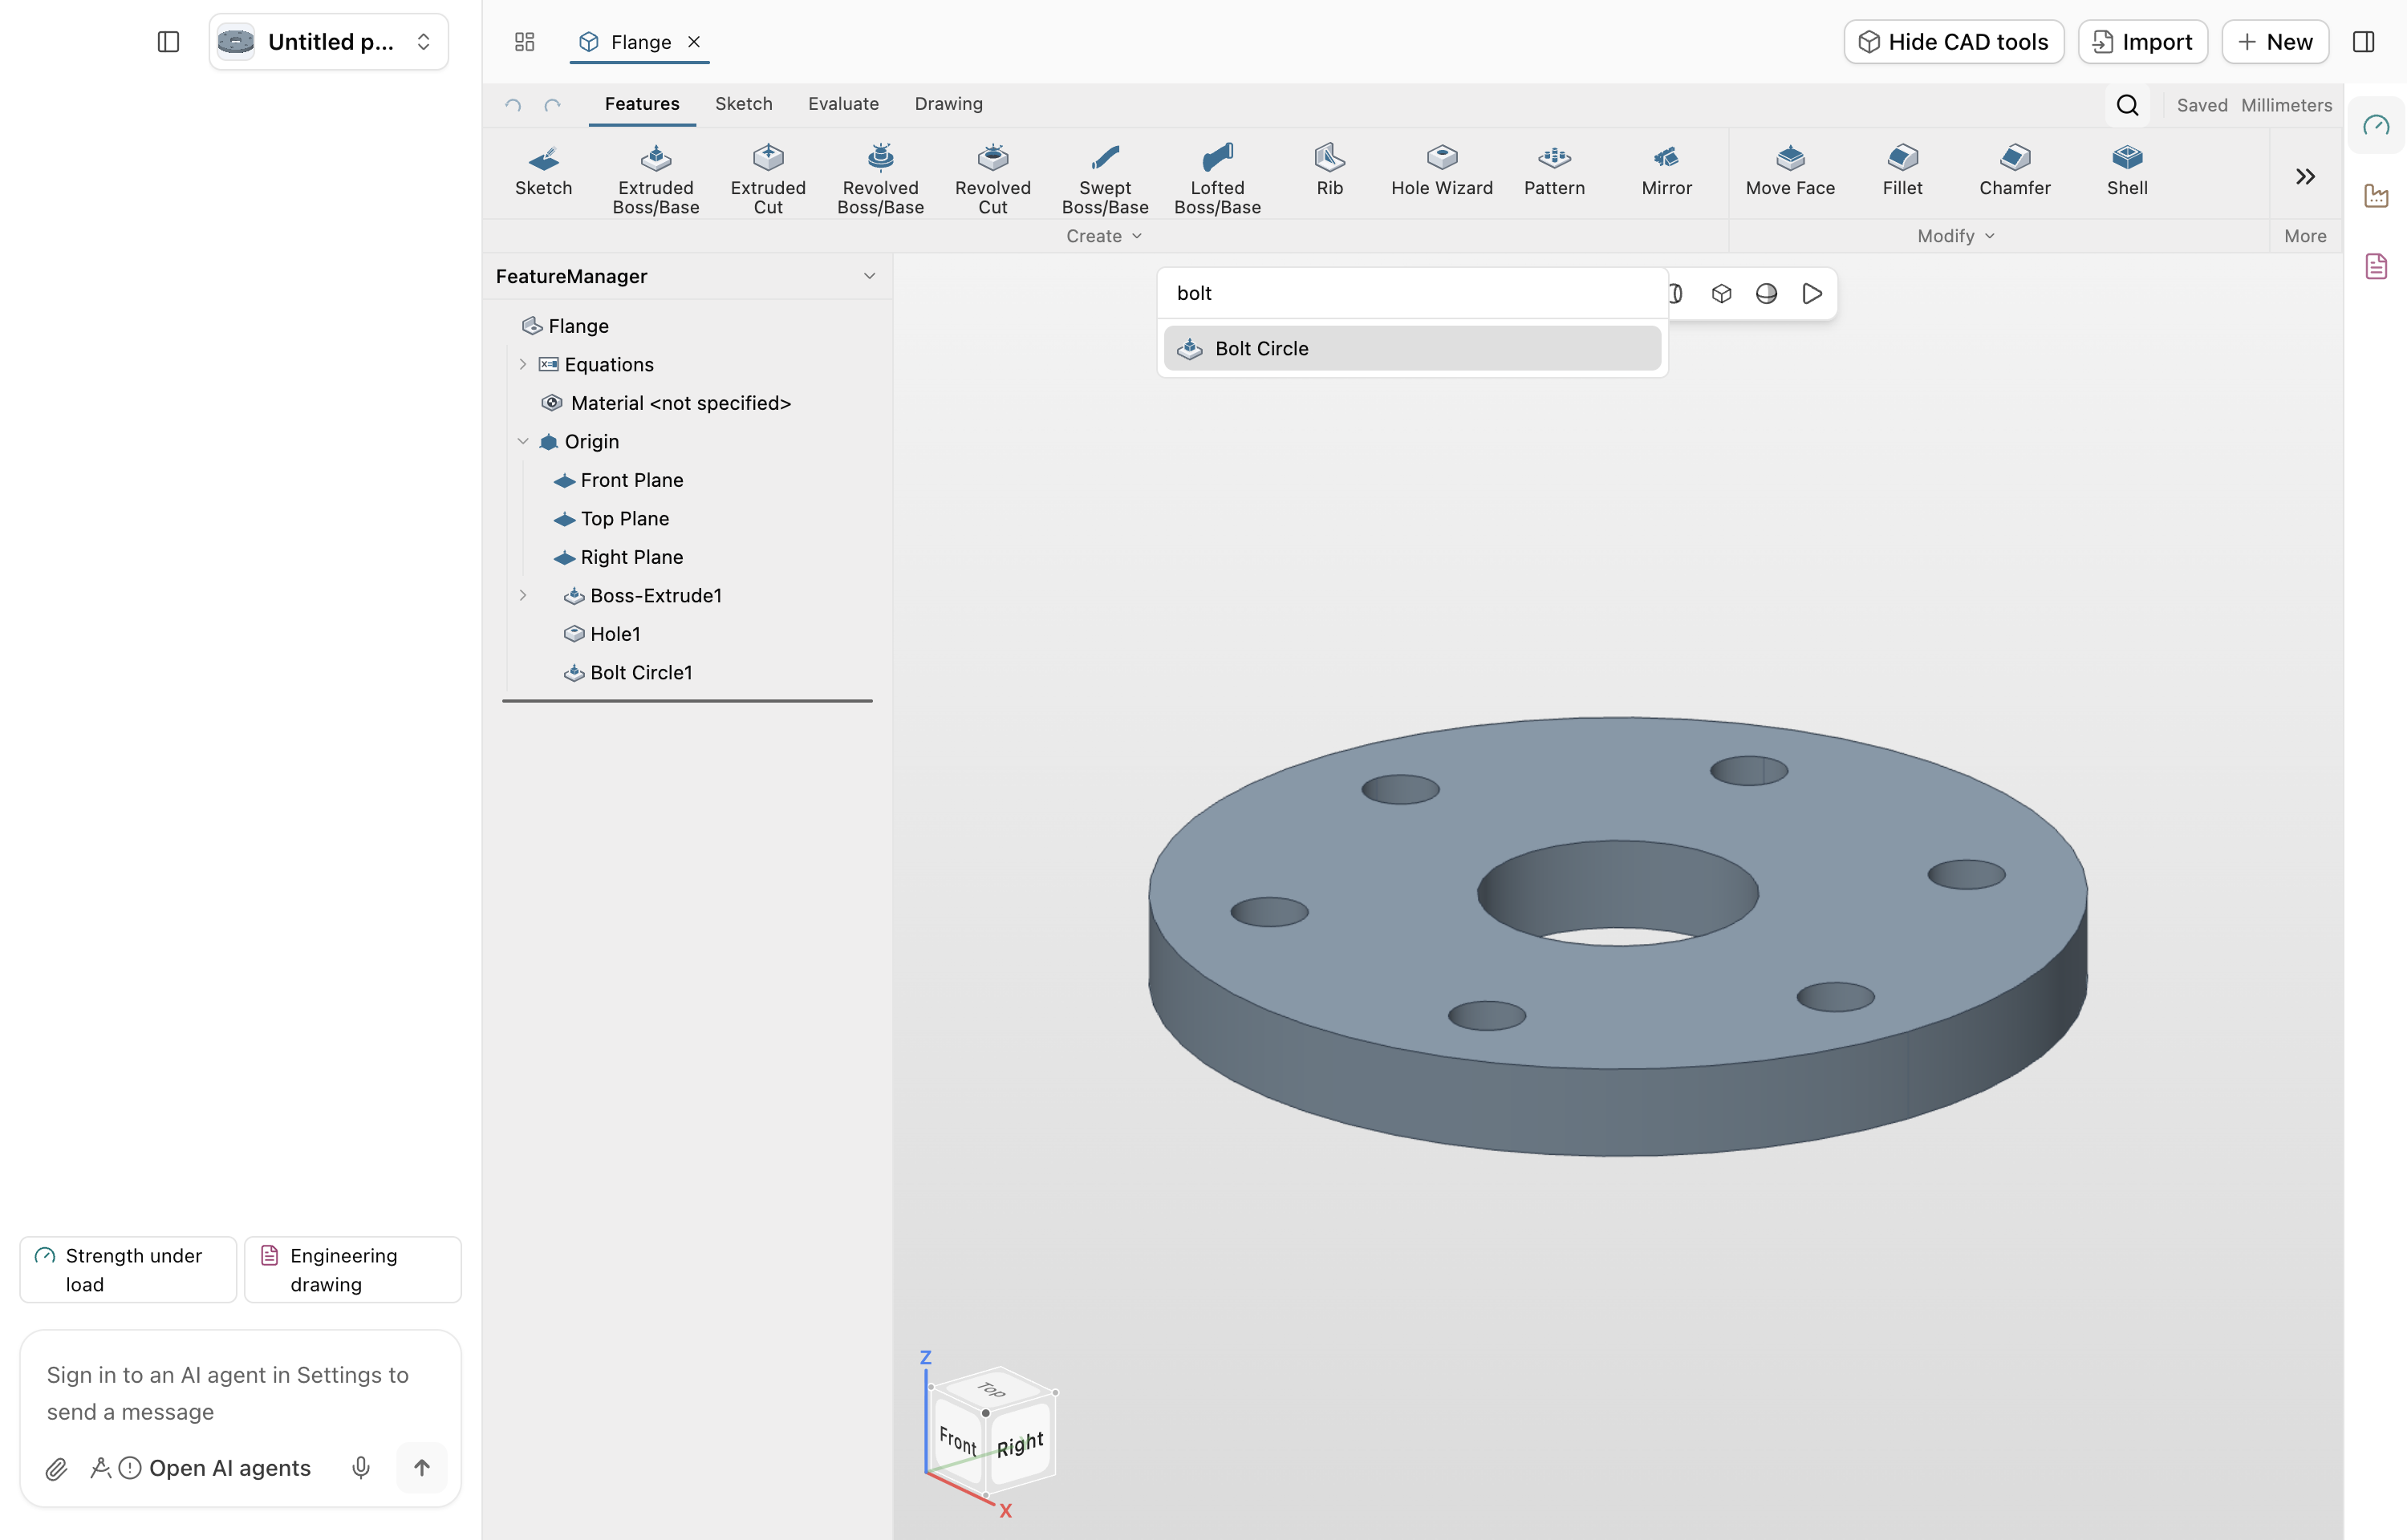 Untitled p...
Flange
Hide CAD tools
Import
New
Features
Sketch
Evaluate
Drawing
Saved
Millimeters
Sketch
Extruded
Boss/Base
Extruded
Cut
Revolved
Boss/Base
Revolved
Cut
Swept
Boss/Base
Lofted
Boss/Base
Rib
Hole Wizard
Pattern
Mirror
Move Face
Fillet
Chamfer
Shell
Create
Modify
More
FeatureManager
Flange
Equations
Material <not specified>
Origin
Front Plane
Top Plane
Right Plane
Boss-Extrude1
Hole1
Bolt Circle1
bolt
Bolt Circle
Z
Top
Front
Right
X
Strength under
load
Engineering
drawing
Sign in to an AI agent in Settings to
send a message
Open AI agents